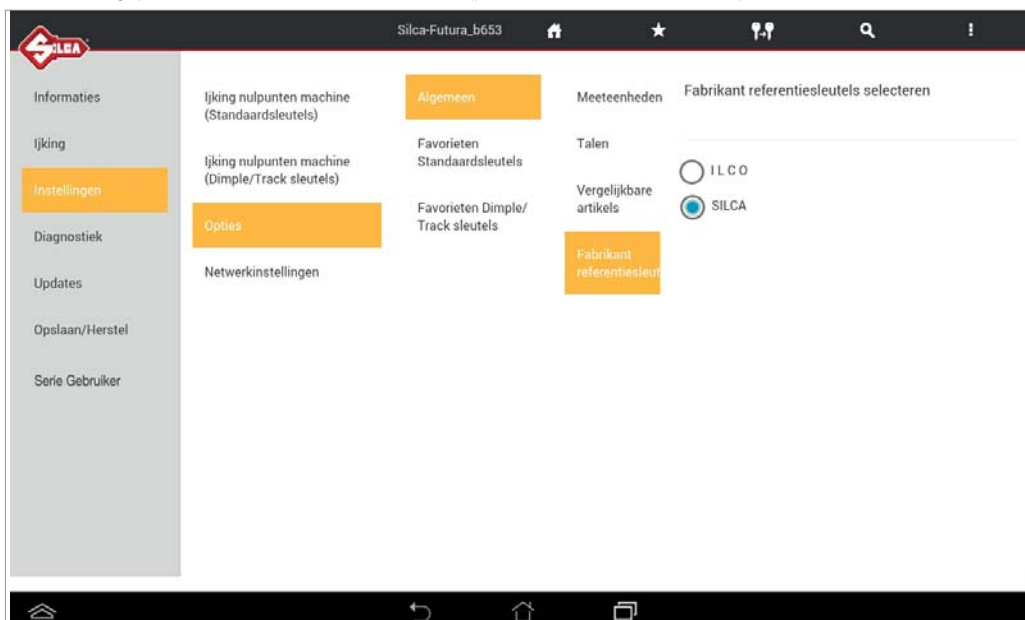 SILCA
Silca-Futura_b653
Informaties
Ijking
Instellingen
Diagnostiek
Updates
Opslaan/Herstel
Serie Gebruiker
Ijking nulpunten machine
(Standaardsleutels)
Ijking nulpunten machine
(Dimple/Track sleutels)
Opties
Netwerkinstellingen
Algemeen
Favorieten
Standaardsleutels
Favorieten Dimple/
Track sleutels
Meeteenheden
Talen
Vergelijkbare
artikels
Fabrikant
referentiesleut
Fabrikant referentiesleutels selecteren
ILCO
SILCA